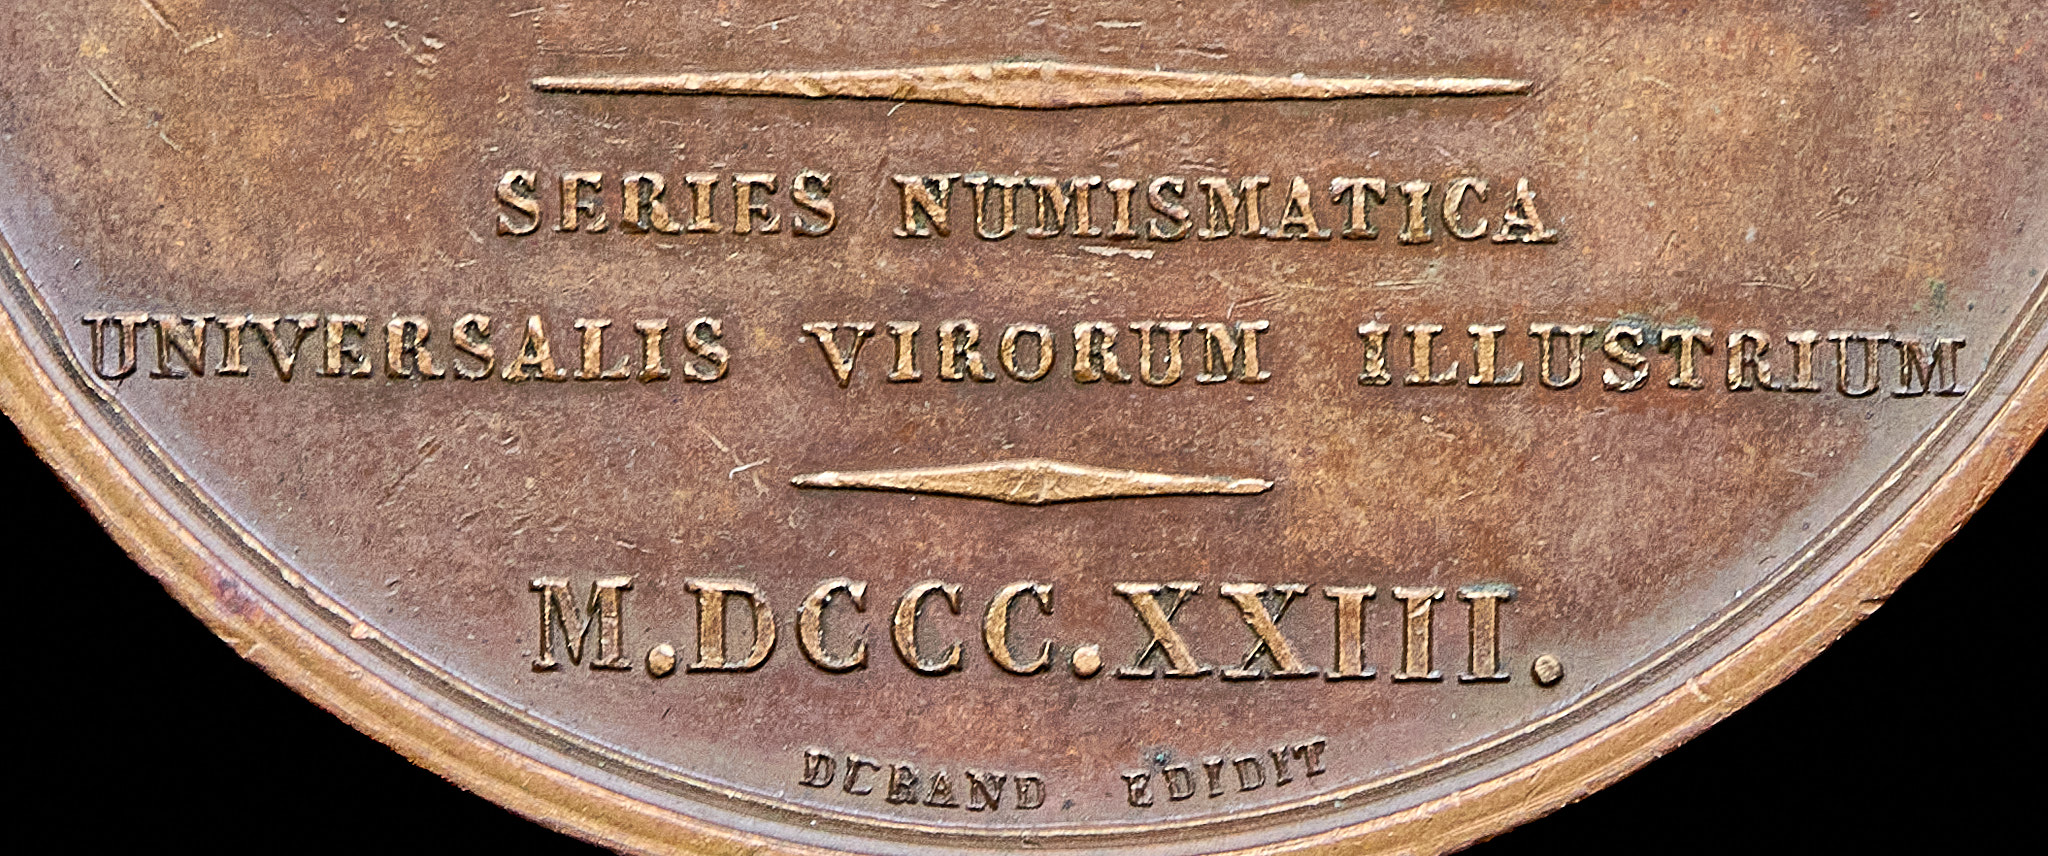 SERIES NUMISMATICA
UNIVERSALIS VIRORUM ILLUSTRIUM
M.DCCC.XXIII.
DURAND EDIDIT